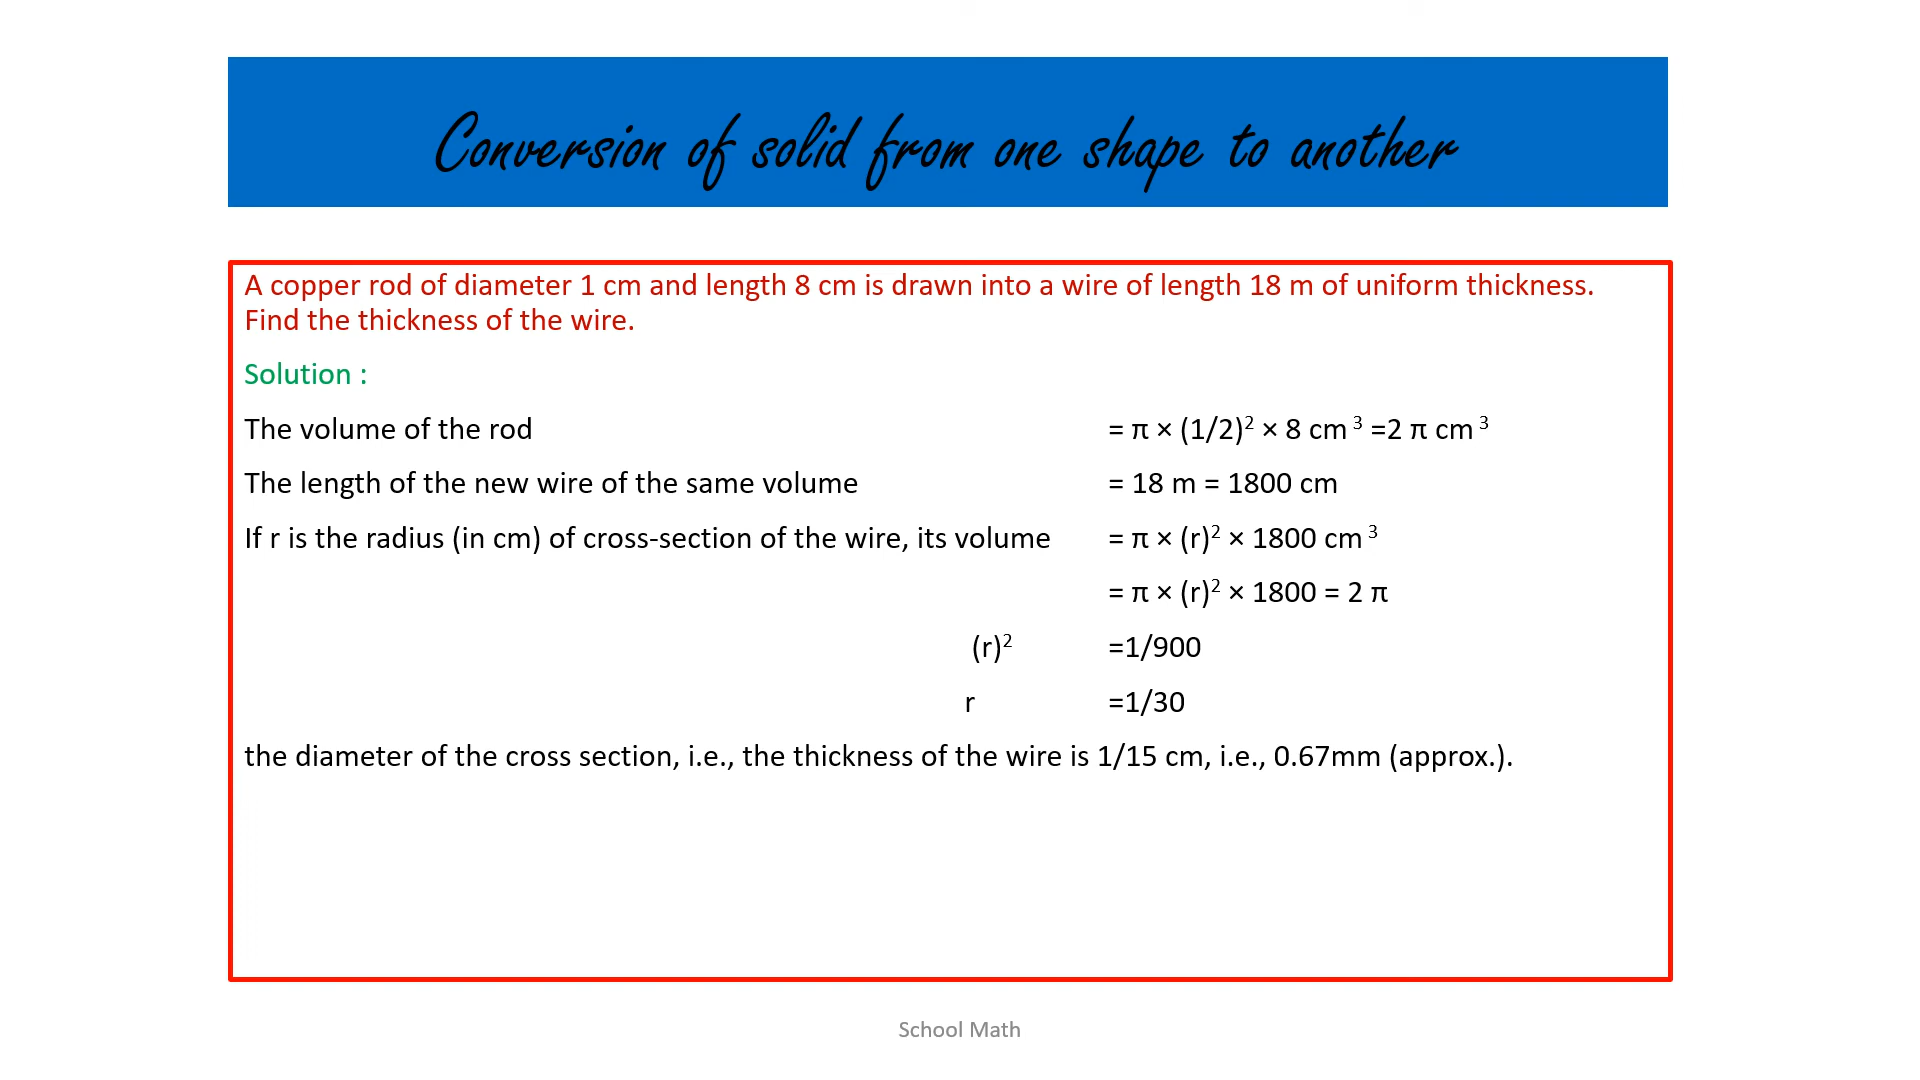 Conversion of solid from one shape to another
A copper rod of diameter 1 cm and length 8 cm is drawn into a wire of length 18 m of uniform thickness.
Find the thickness of the wire.
Solution :
The volume of the rod = π × (1/2)² × 8 cm ³ =2 π cm ³
The length of the new wire of the same volume = 18 m = 1800 cm
If r is the radius (in cm) of cross-section of the wire, its volume = π × (r)² × 1800 cm ³
= π × (r)² × 1800 = 2 π
(r)² =1/900
r =1/30
the diameter of the cross section, i.e., the thickness of the wire is 1/15 cm, i.e., 0.67mm (approx.).
School Math